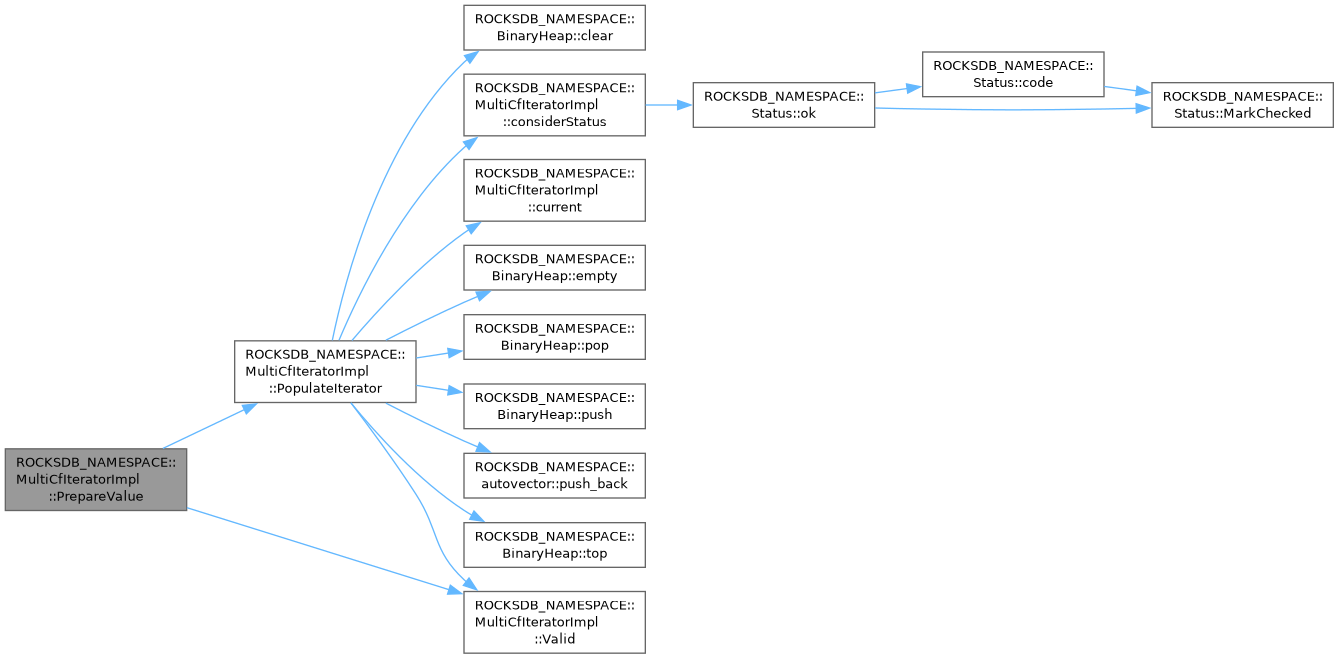 ROCKSDB_NAMESPACE::
BinaryHeap::clear
ROCKSDB_NAMESPACE::
MultiCfIteratorImpl
::considerStatus
ROCKSDB_NAMESPACE::
Status::ok
ROCKSDB_NAMESPACE::
Status::code
ROCKSDB_NAMESPACE::
Status::MarkChecked
ROCKSDB_NAMESPACE::
MultiCfIteratorImpl
::current
ROCKSDB_NAMESPACE::
BinaryHeap::empty
ROCKSDB_NAMESPACE::
BinaryHeap::pop
ROCKSDB_NAMESPACE::
MultiCfIteratorImpl
::PopulateIterator
ROCKSDB_NAMESPACE::
BinaryHeap::push
ROCKSDB_NAMESPACE::
autovector::push_back
ROCKSDB_NAMESPACE::
MultiCfIteratorImpl
::PrepareValue
ROCKSDB_NAMESPACE::
BinaryHeap::top
ROCKSDB_NAMESPACE::
MultiCfIteratorImpl
::Valid